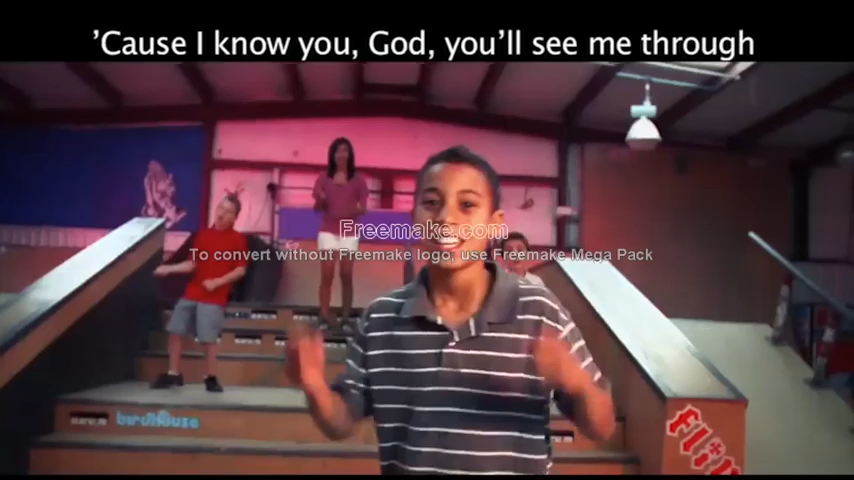 ’Cause I know you, God, you’ll see me through
Freemake.com
To convert without Freemake logo, use Freemake Mega Pack
birdhouse